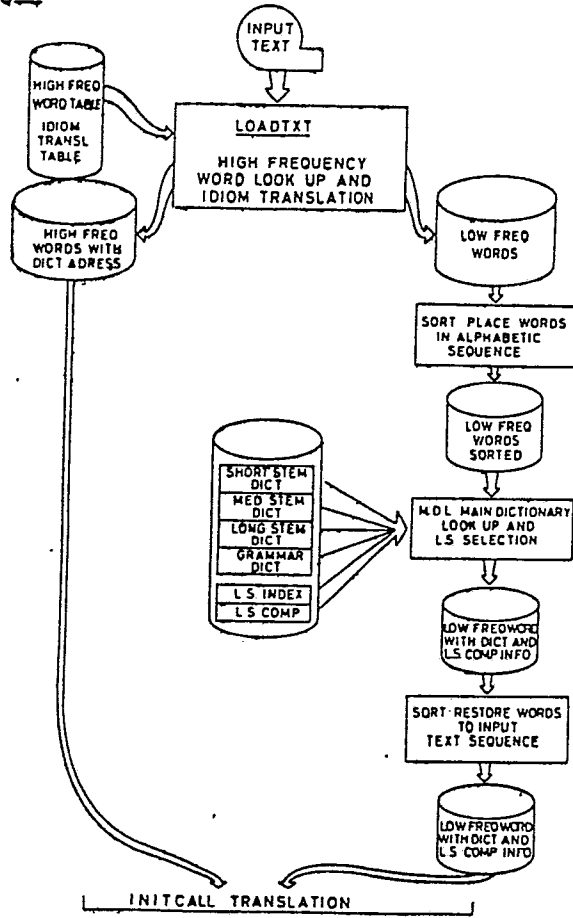 INPUT
TEXT
HIGH FREQ
WORD TABLE
IDIOM
TRANSL
TABLE
LOADTXT
HIGH FREQUENCY
WORD LOOK UP AND
IDIOM TRANSLATION
HIGH FREQ
WORDS WITH
DICT ADRESS
LOW FREQ
WORDS
SORT PLACE WORDS
IN ALPHABETIC
SEQUENCE
LOW FREQ
WORDS
SORTED
SHORT STEM
DICT
MED STEM
DICT
LONG STEM
DICT
GRAMMAR
DICT
L.S. INDEX
L.S COMP
M.D.L. MAIN DICTIONARY
LOOK UP AND
L.S. SELECTION
LOW FREQ WORD
WITH DICT AND
L.S. COMP INFO
SORT-RESTORE WORDS
TO INPUT
TEXT SEQUENCE
LOW FREQ WORD
WITH DICT AND
L.S COMP INFO
INITCALL TRANSLATION